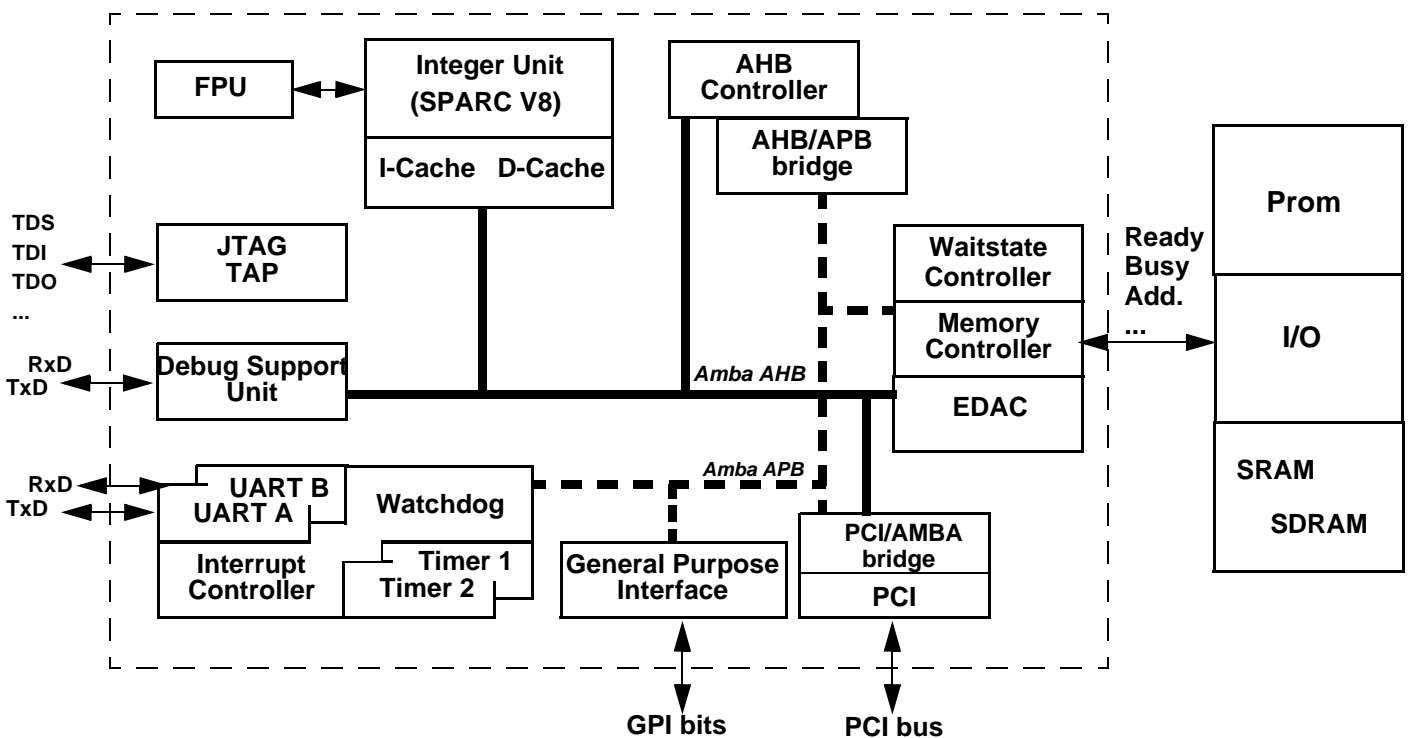 FPU
Integer Unit
(SPARC V8)
I-Cache D-Cache
AHB
Controller
AHB/APB
bridge
TDS
TDI
TDO
...
JTAG
TAP
Waitstate
Controller
Memory
Controller
EDAC
Ready
Busy
Add.
...
Prom
I/O
SRAM
SDRAM
RxD
TxD
Debug Support
Unit
Amba AHB
Amba APB
RxD
TxD
UART B
UART A
Watchdog
Interrupt
Controller
Timer 1
Timer 2
General Purpose
Interface
PCI/AMBA
bridge
PCI
GPI bits
PCI bus